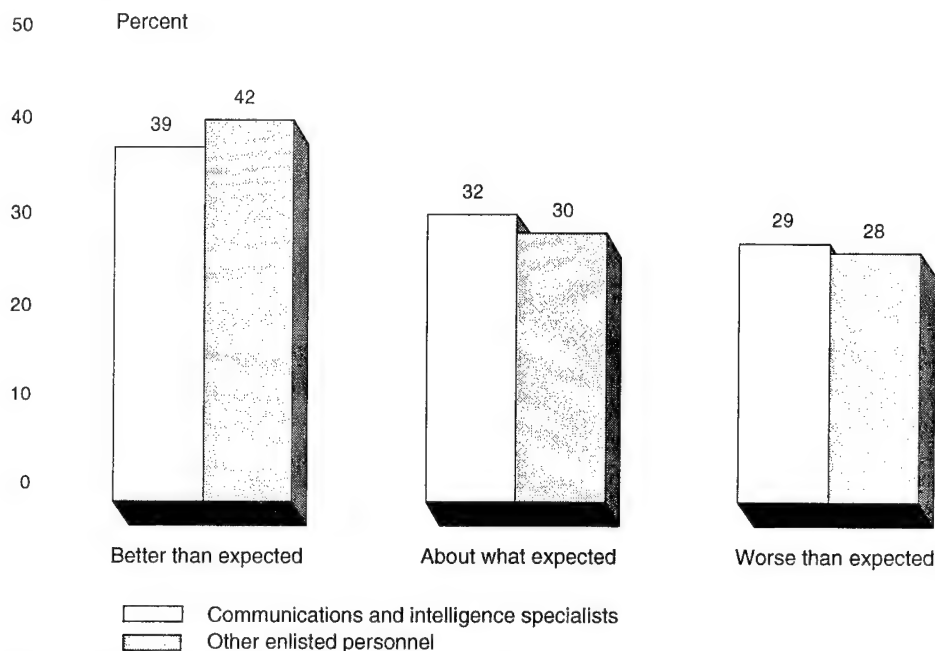 50 Percent
40
39 42
30
32 30
29 28
20
10
0
Better than expected About what expected Worse than expected
Communications and intelligence specialists
Other enlisted personnel